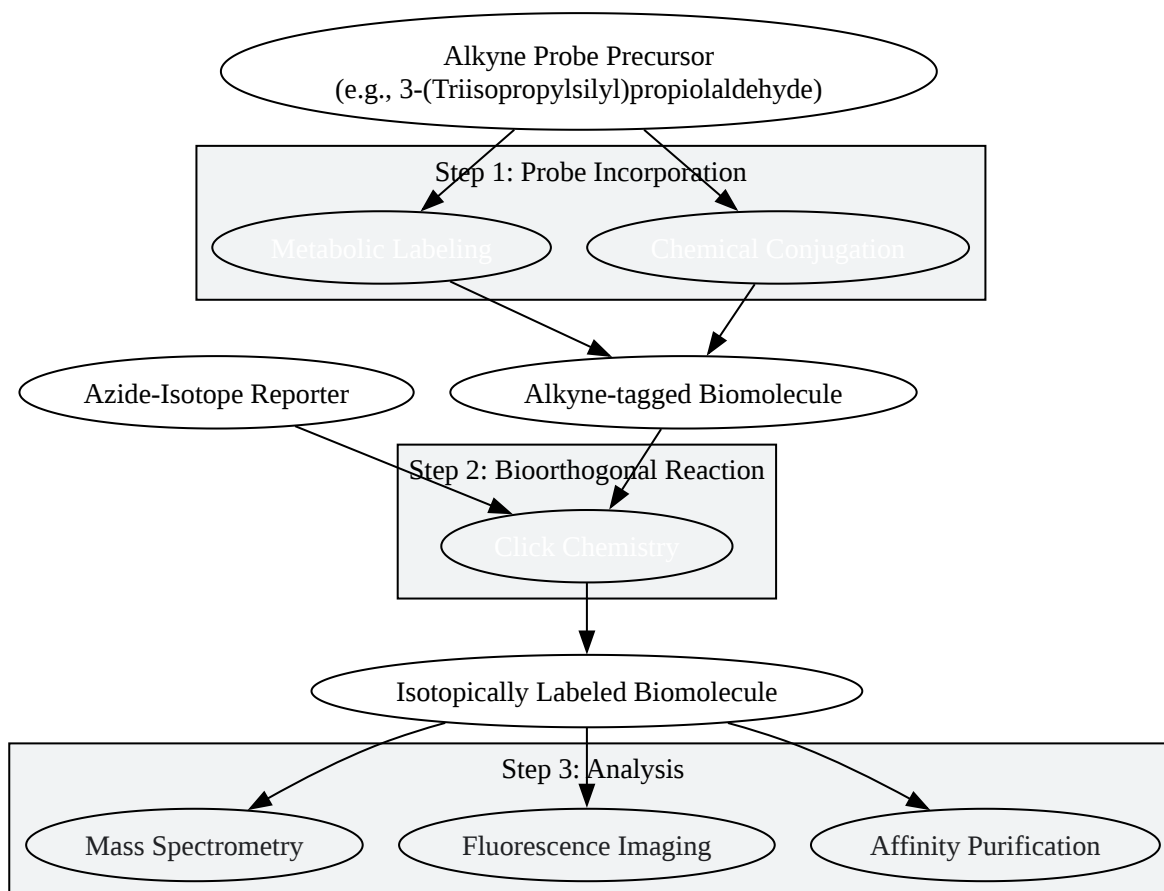 Alkyne Probe Precursor
(e.g., 3-(Triisopropylsilyl)propiolaldehyde)
Step 1: Probe Incorporation
Metabolic Labeling
Chemical Conjugation
Azide-Isotope Reporter
Alkyne-tagged Biomolecule
Step 2: Bioorthogonal Reaction
Click Chemistry
Isotopically Labeled Biomolecule
Step 3: Analysis
Mass Spectrometry
Fluorescence Imaging
Affinity Purification